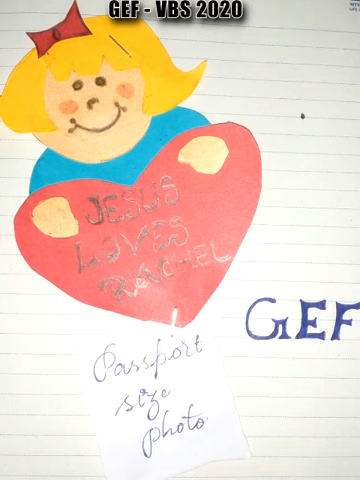 GEF - VBS 2020
JESUS
LOVES
RACHEL
GEF
Passport
size
photo